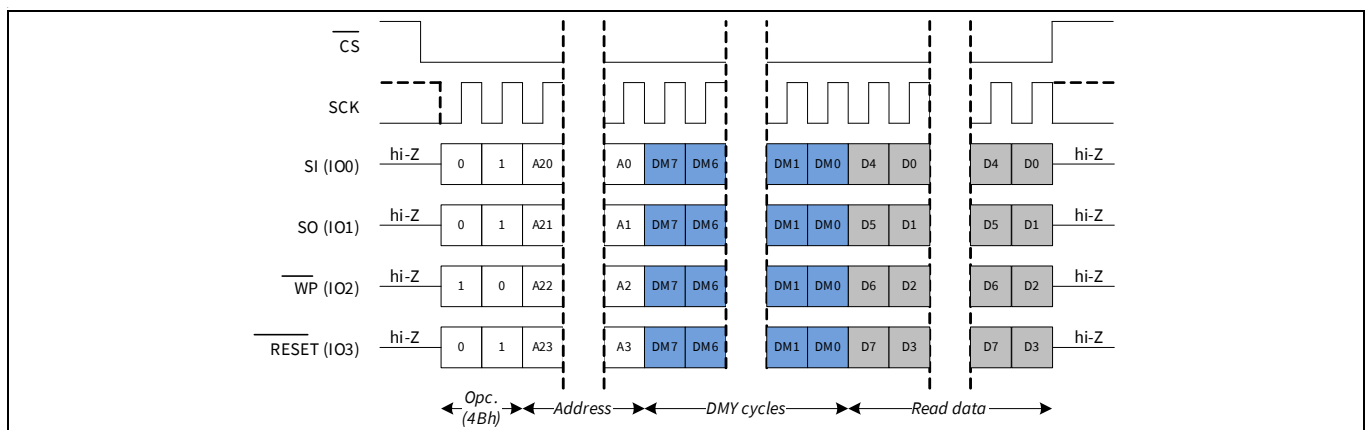 CS
SCK
SI (IO0) hi-Z 0 1 A20 A0 DM7 DM6 DM1 DM0 D4 D0 D4 D0 hi-Z
SO (IO1) hi-Z 0 1 A21 A1 DM7 DM6 DM1 DM0 D5 D1 D5 D1 hi-Z
WP (IO2) hi-Z 1 0 A22 A2 DM7 DM6 DM1 DM0 D6 D2 D6 D2 hi-Z
RESET (IO3) hi-Z 0 1 A23 A3 DM7 DM6 DM1 DM0 D7 D3 D7 D3 hi-Z
Opc. Address DMY cycles Read data
(4Bh)